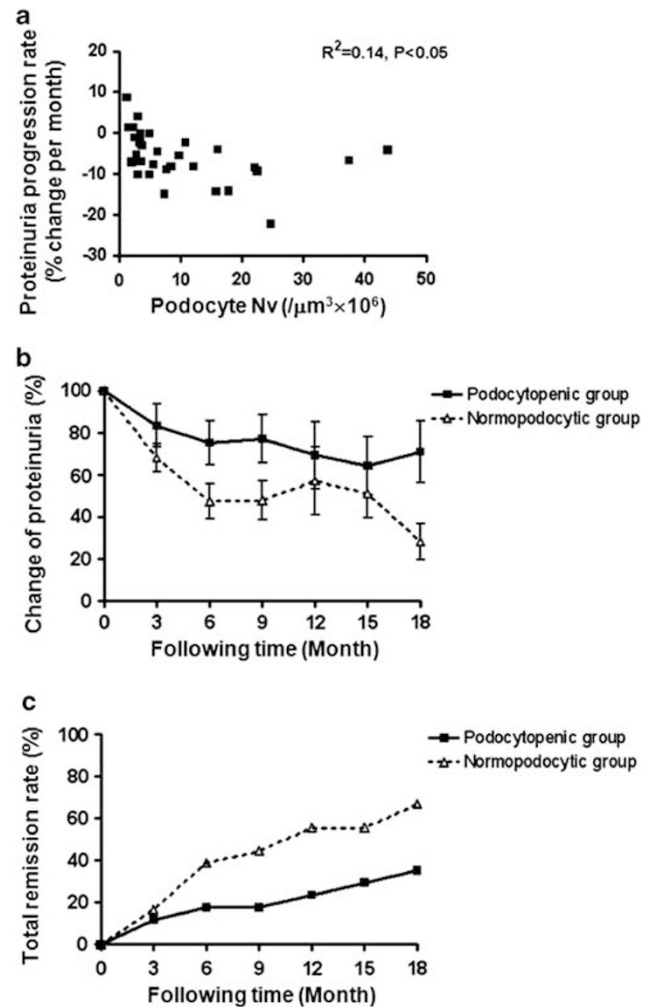 a
R²=0.14, P<0.05
Proteinuria progression rate
(% change per month)
20
10
0
-10
-20
-30
0 10 20 30 40 50
Podocyte Nv (/μm³×10⁶)
b
Change of proteinuria (%)
100
80
60
40
20
0
0 3 6 9 12 15 18
Following time (Month)
Podocytopenic group
Normopodocytic group
c
Total remission rate (%)
100
80
60
40
20
0
0 3 6 9 12 15 18
Following time (Month)
Podocytopenic group
Normopodocytic group